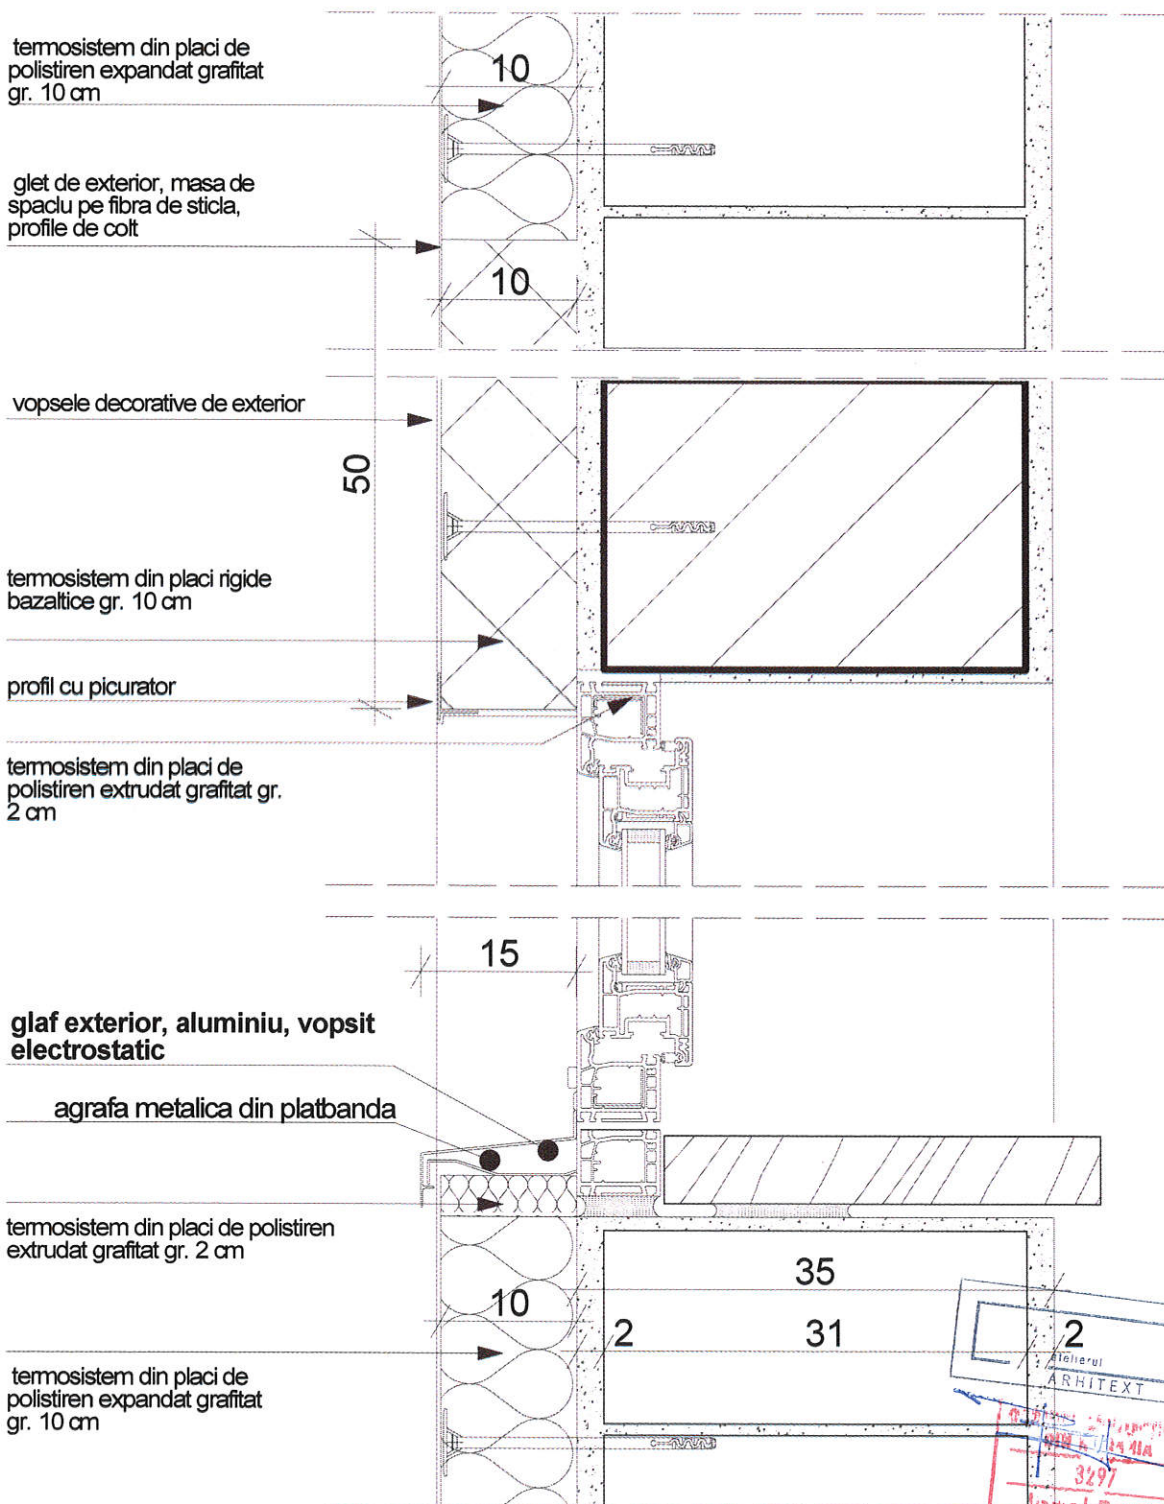 termosistem din placi de
polistiren expandat grafitat
gr. 10 cm
10
glet de exterior, masa de
spaclu pe fibra de sticla,
profile de colt
10
vopsele decorative de exterior
50
termosistem din placi rigide
bazaltice gr. 10 cm
profil cu picurator
termosistem din placi de
polistiren extrudat grafitat gr.
2 cm
15
glaf exterior, aluminiu, vopsit
electrostatic
agrafa metalica din platbanda
termosistem din placi de polistiren
extrudat grafitat gr. 2 cm
35
10
2
31
2
termosistem din placi de
polistiren expandat grafitat
gr. 10 cm
atelierul
ARHITEXT
3297